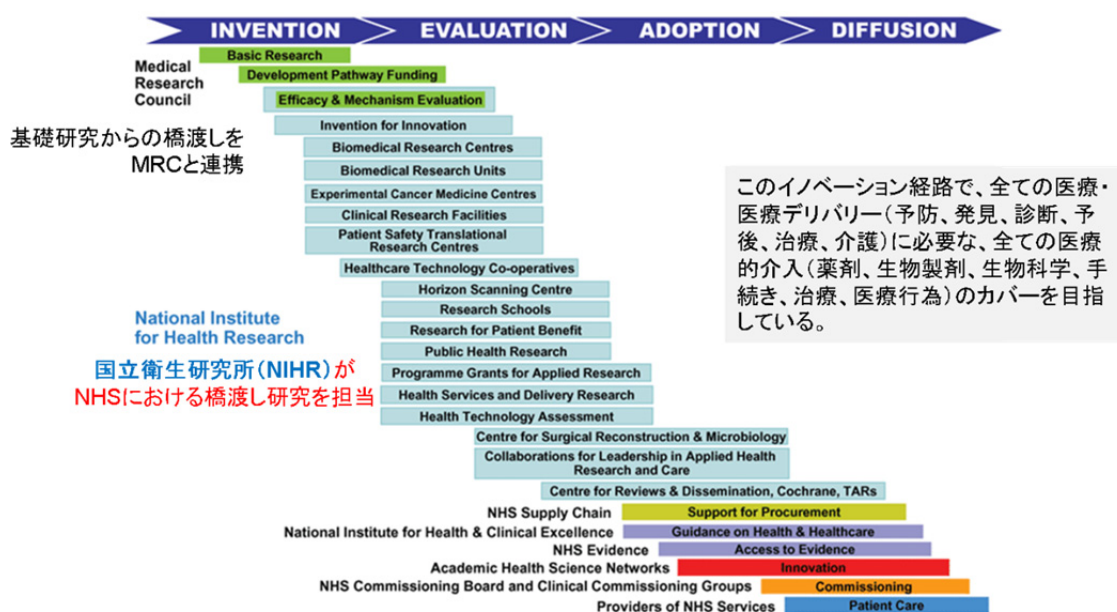 INVENTION EVALUATION ADOPTION DIFFUSION
Medical
Research
Council
Basic Research
Development Pathway Funding
Efficacy & Mechanism Evaluation
基礎研究からの橋渡しを
MRCと連携
Invention for Innovation
Biomedical Research Centres
Biomedical Research Units
Experimental Cancer Medicine Centres
Clinical Research Facilities
Patient Safety Translational
Research Centres
Healthcare Technology Co-operatives
Horizon Scanning Centre
Research Schools
Research for Patient Benefit
Public Health Research
Programme Grants for Applied Research
Health Services and Delivery Research
Health Technology Assessment
Centre for Surgical Reconstruction & Microbiology
Collaborations for Leadership in Applied Health
Research and Care
Centre for Reviews & Dissemination, Cochrane, TARs
このイノベーション経路で、全ての医療・
医療デリバリー(予防、発見、診断、予
後、治療、介護)に必要な、全ての医療
的介入(薬剤、生物製剤、生物科学、手
続き、治療、医療行為)のカバーを目指
している。
National Institute
for Health Research
国立衛生研究所(NIHR)が
NHSにおける橋渡し研究を担当
NHS Supply Chain Support for Procurement
National Institute for Health & Clinical Excellence Guidance on Health & Healthcare
NHS Evidence Access to Evidence
Academic Health Science Networks Innovation
NHS Commissioning Board and Clinical Commissioning Groups Commissioning
Providers of NHS Services Patient Care